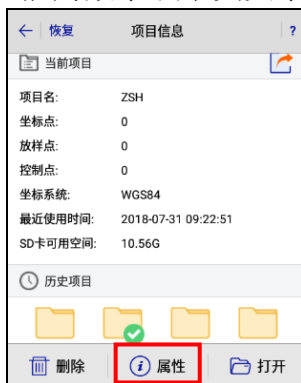 恢复 项目信息 ?
当前项目
项目名: ZSH
坐标点: 0
放样点: 0
控制点: 0
坐标系统: WGS84
最近使用时间: 2018-07-31 09:22:51
SD卡可用空间: 10.56G
历史项目
删除 属性 打开